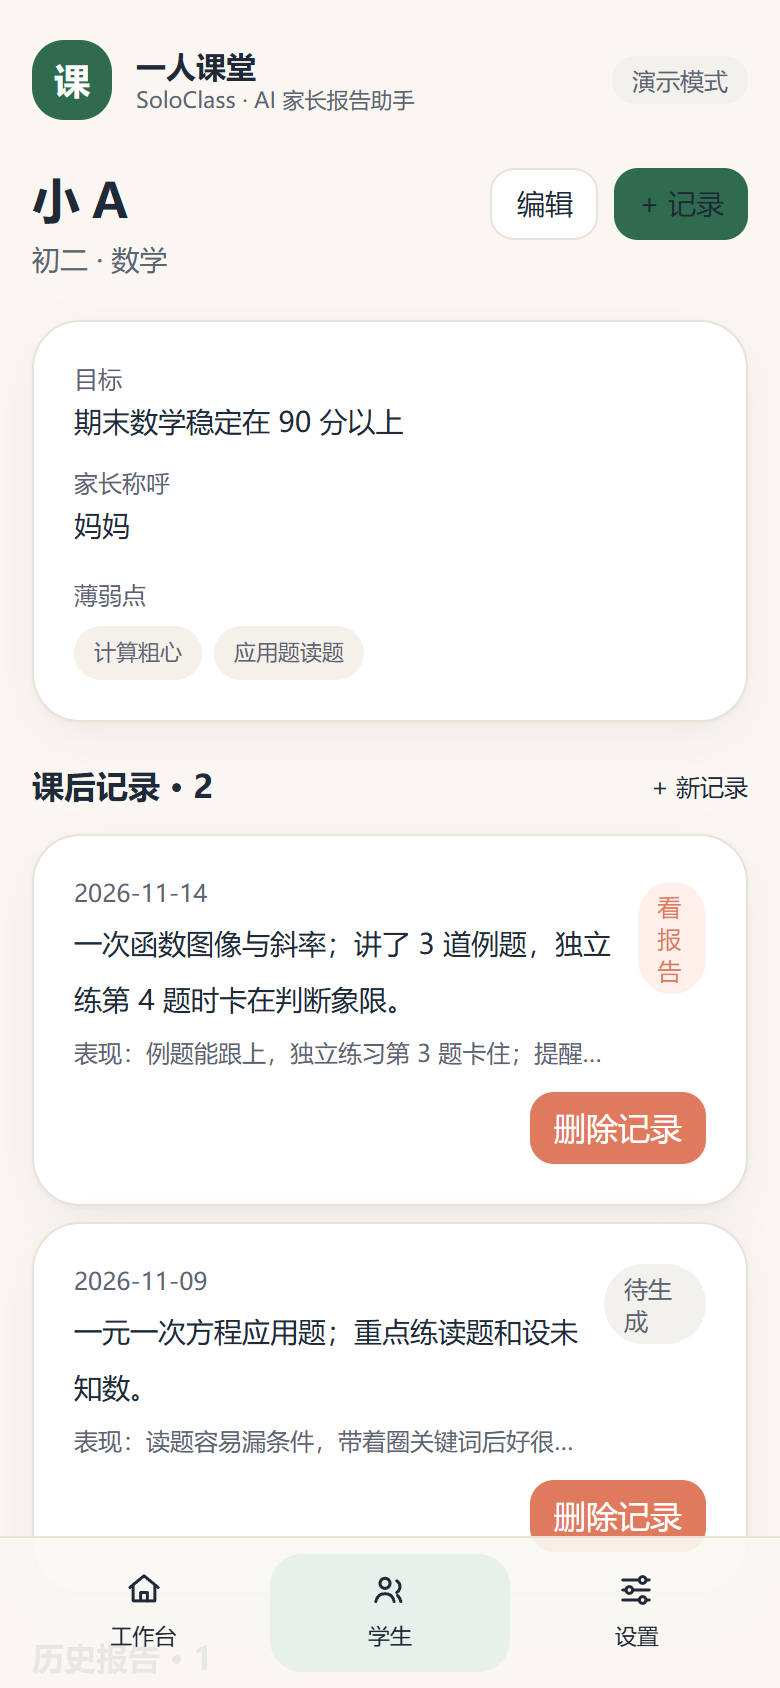 课
一人课堂
SoloClass · AI 家长报告助手
演示模式
小 A
编辑
+ 记录
初二 · 数学
目标
期末数学稳定在 90 分以上
家长称呼
妈妈
薄弱点
计算粗心
应用题读题
课后记录 • 2
+ 新记录
2026-11-14
看
报
告
一次函数图像与斜率；讲了 3 道例题，独立
练第 4 题时卡在判断象限。
表现：例题能跟上，独立练习第 3 题卡住；提醒...
删除记录
2026-11-09
待生
成
一元一次方程应用题；重点练读题和设未
知数。
表现：读题容易漏条件，带着圈关键词后好很...
删除记录
工作台
学生
设置
历史报告 • 1